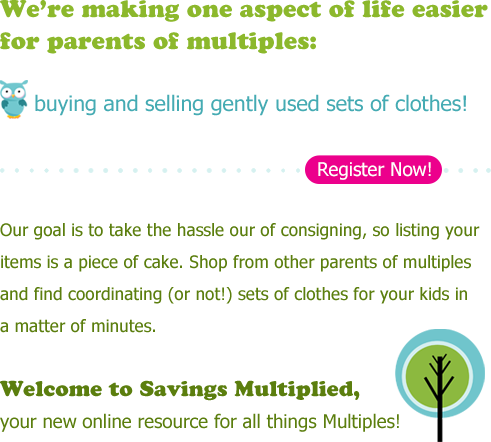 We're making one aspect of life easier
for parents of multiples:
buying and selling gently used sets of clothes!
Register Now!
Our goal is to take the hassle our of consigning, so listing your
items is a piece of cake. Shop from other parents of multiples
and find coordinating (or not!) sets of clothes for your kids in
a matter of minutes.
Welcome to Savings Multiplied,
your new online resource for all things Multiples!